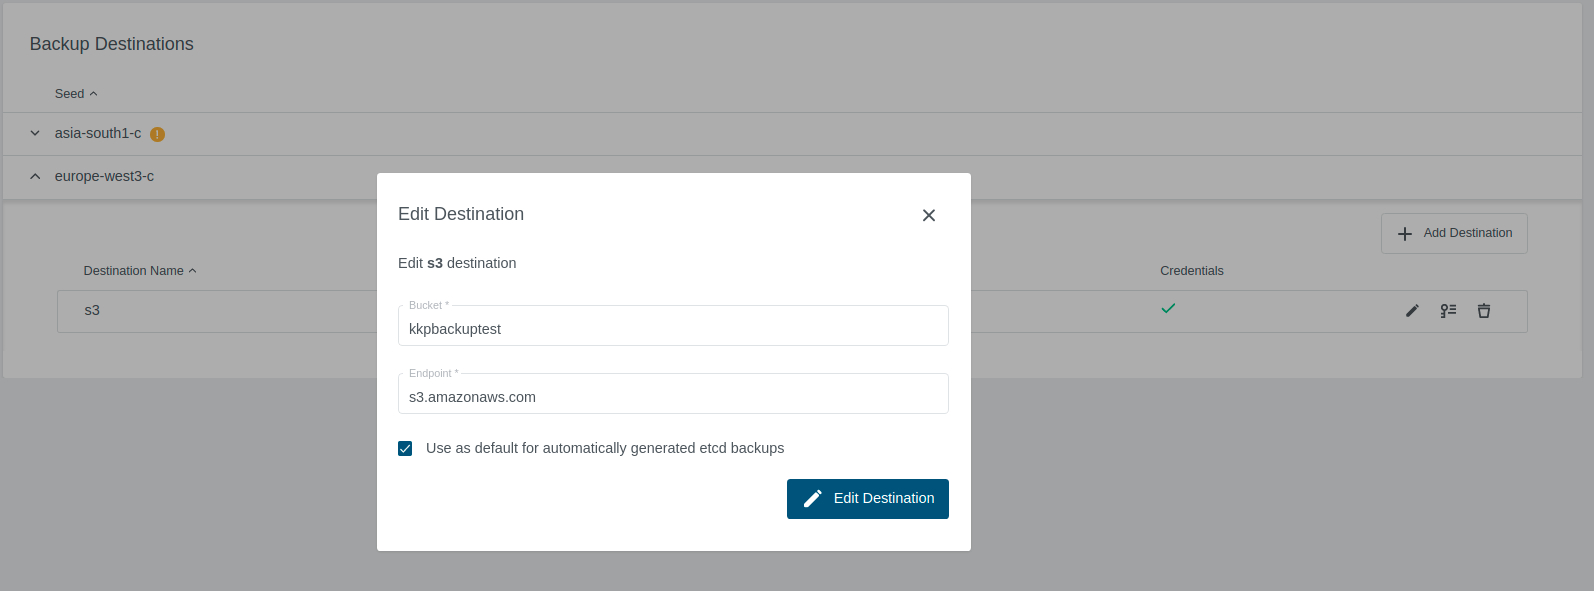 Backup Destinations
Seed
asia-south1-c
europe-west3-c
Add Destination
Destination Name
Credentials
s3
Edit Destination
Edit s3 destination
Bucket *
kkpbackuptest
Endpoint *
s3.amazonaws.com
Use as default for automatically generated etcd backups
Edit Destination